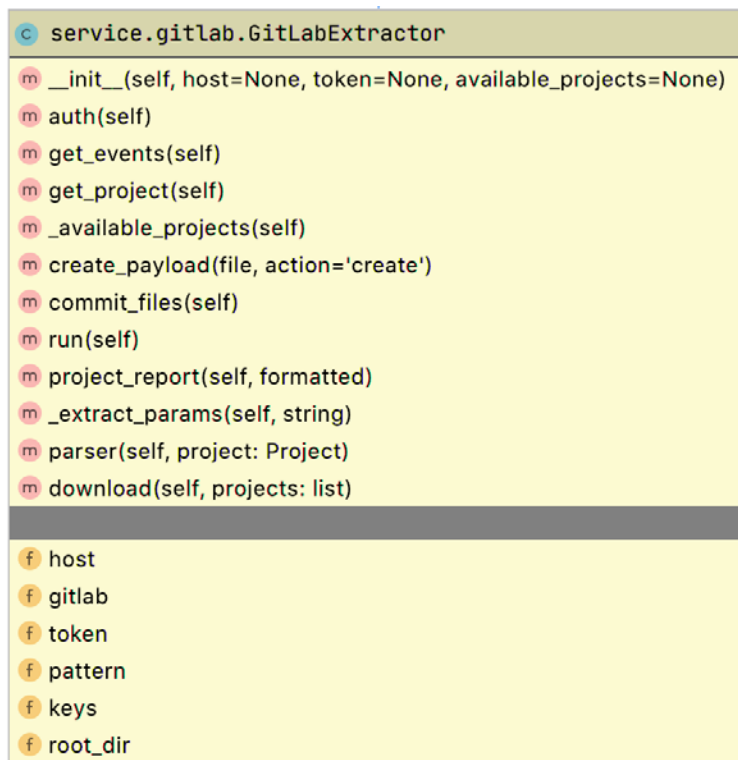 c service.gitlab.GitLabExtractor
m __init__(self, host=None, token=None, available_projects=None)
m auth(self)
m get_events(self)
m get_project(self)
m _available_projects(self)
m create_payload(file, action='create')
m commit_files(self)
m run(self)
m project_report(self, formatted)
m _extract_params(self, string)
m parser(self, project: Project)
m download(self, projects: list)
f host
f gitlab
f token
f pattern
f keys
f root_dir